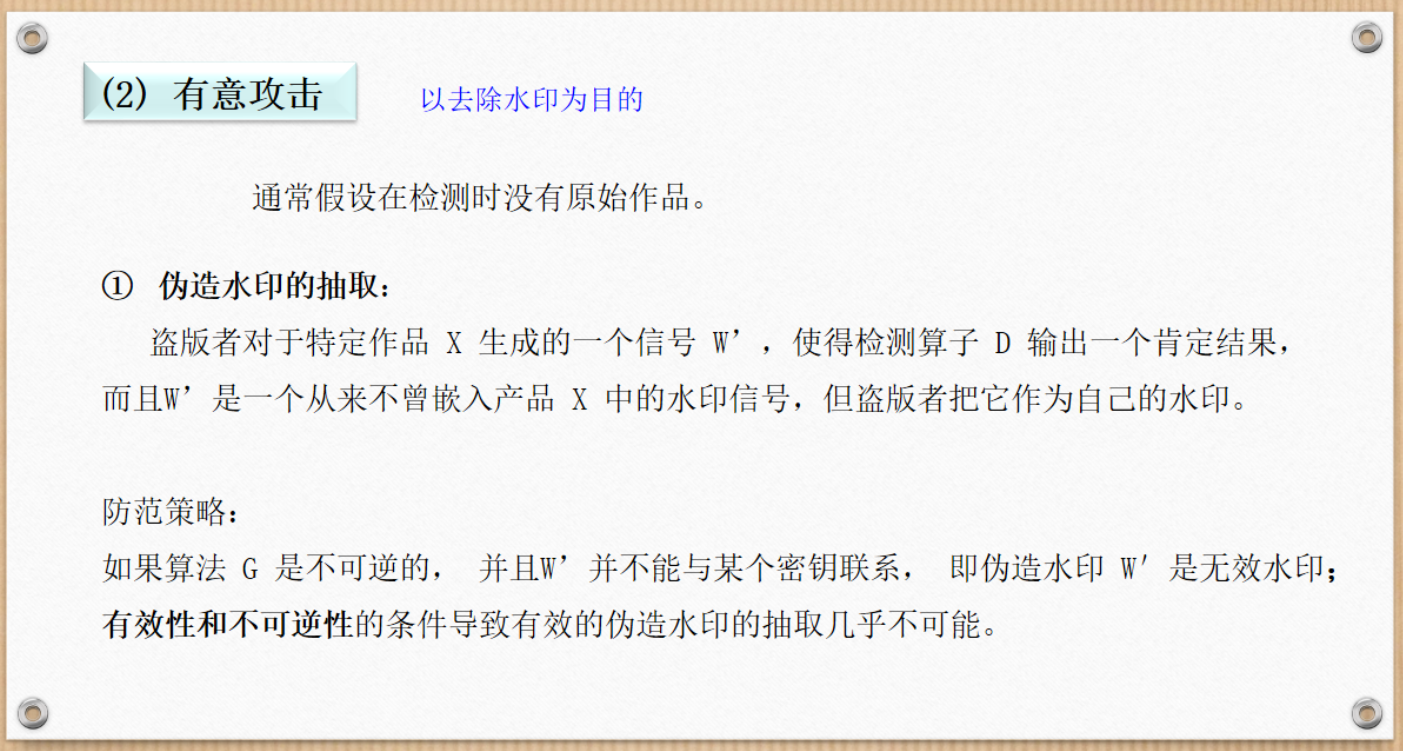 (2) 有意攻击
以去除水印为目的
通常假设在检测时没有原始作品。
① 伪造水印的抽取:
盗版者对于特定作品 X 生成的一个信号 W’,使得检测算子 D 输出一个肯定结果,
而且W’是一个从来不曾嵌入产品 X 中的水印信号,但盗版者把它作为自己的水印。
防范策略:
如果算法 G 是不可逆的, 并且W’并不能与某个密钥联系, 即伪造水印 W′是无效水印;
有效性和不可逆性的条件导致有效的伪造水印的抽取几乎不可能。